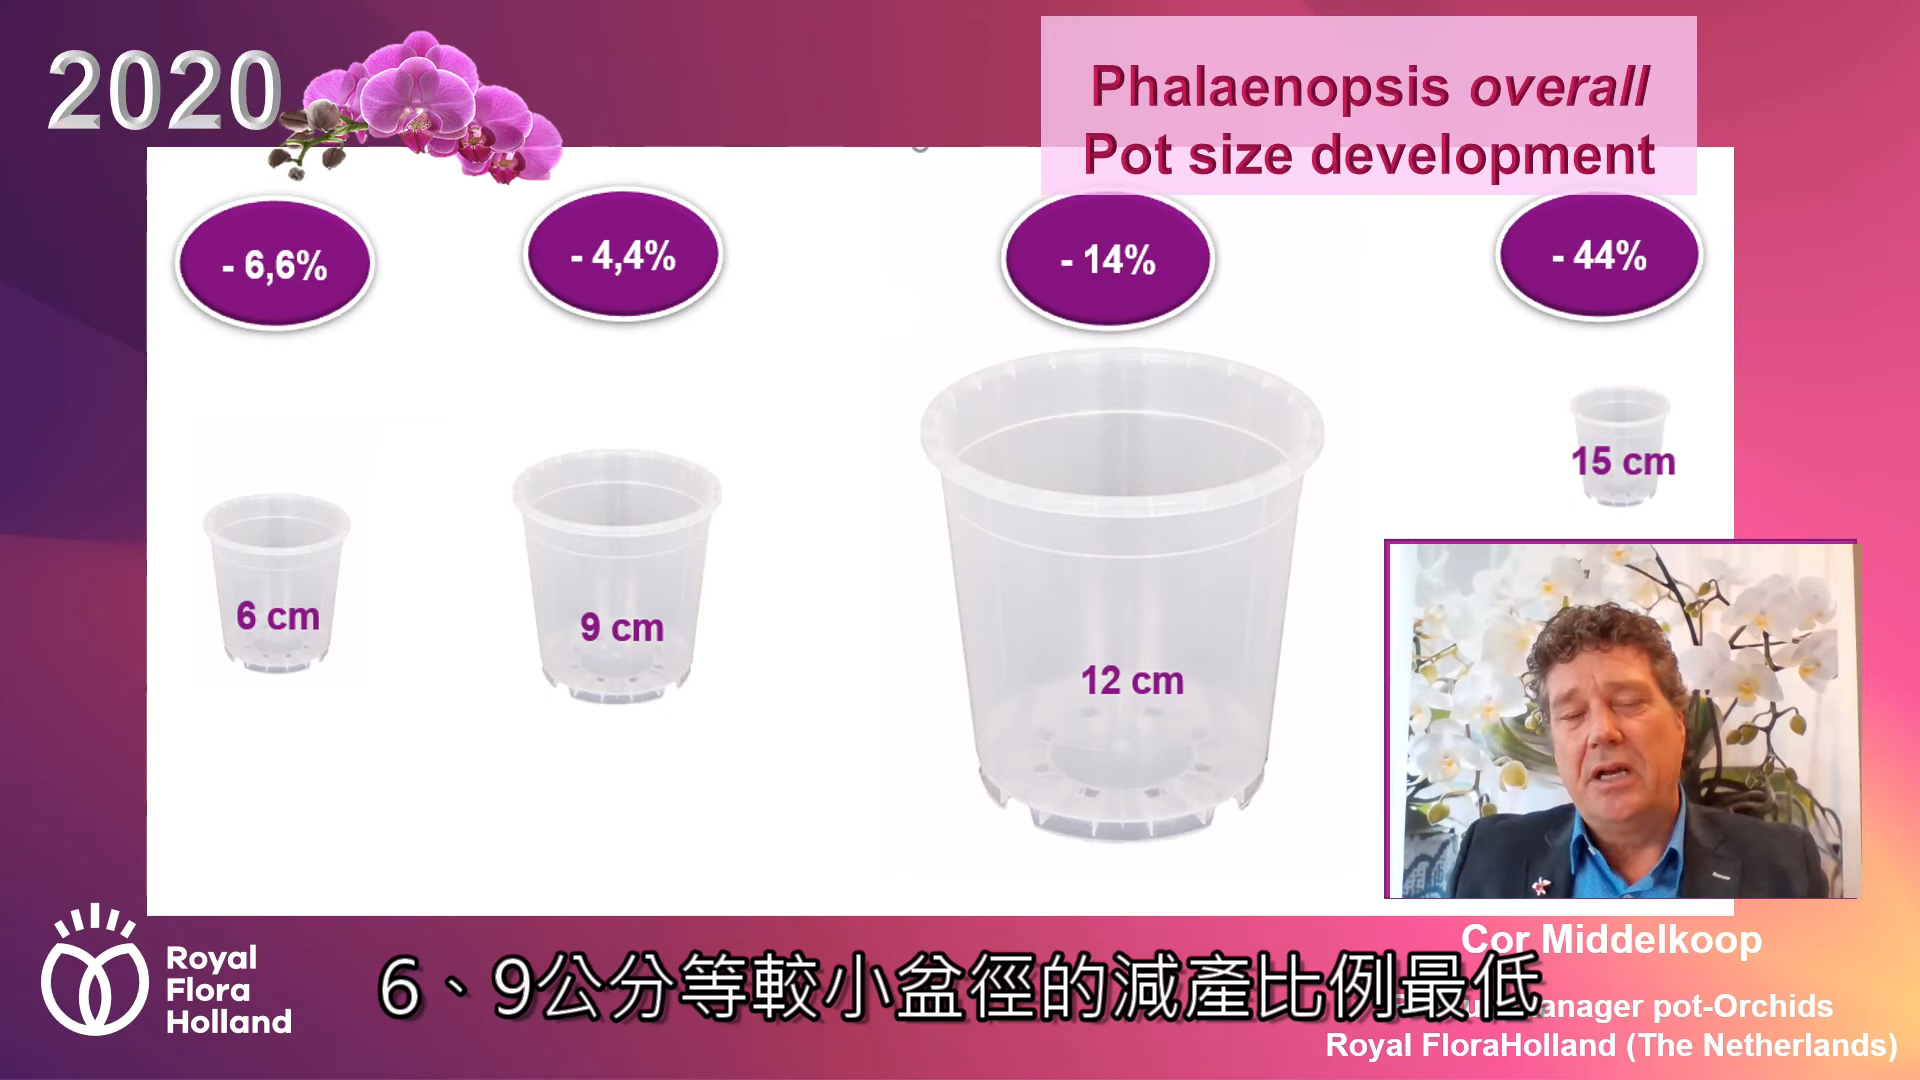 2020
Phalaenopsis overall
Pot size development
- 6,6%
- 4,4%
- 14%
- 44%
6 cm
9 cm
12 cm
15 cm
Cor Middelkoop
Royal
Flora
Holland
6、9公分等較小盆徑的減產比例最低
anager pot-Orchids
Royal FloraHolland (The Netherlands)